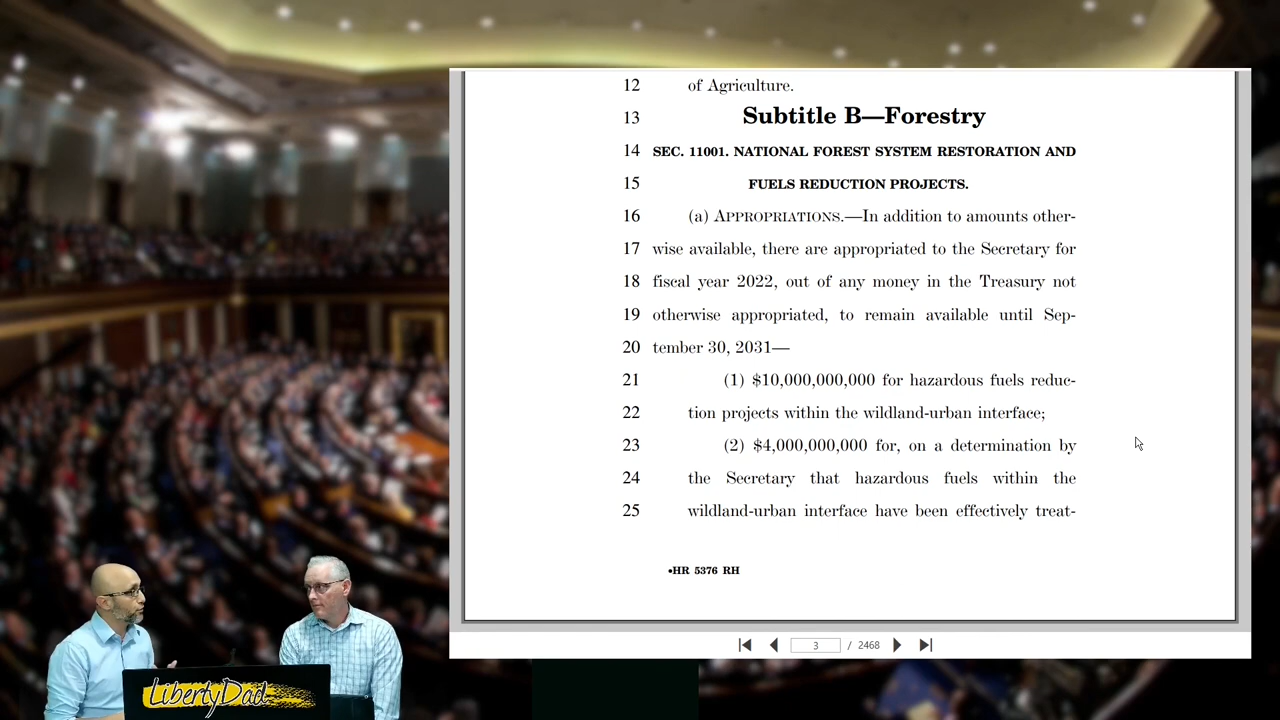 12 of Agriculture.
13 Subtitle B—Forestry
14 SEC. 11001. NATIONAL FOREST SYSTEM RESTORATION AND
15 FUELS REDUCTION PROJECTS.
16 (a) APPROPRIATIONS.—In addition to amounts other-
17 wise available, there are appropriated to the Secretary for
18 fiscal year 2022, out of any money in the Treasury not
19 otherwise appropriated, to remain available until Sep-
20 tember 30, 2031—
21 (1) $10,000,000,000 for hazardous fuels reduc-
22 tion projects within the wildland-urban interface;
23 (2) $4,000,000,000 for, on a determination by
24 the Secretary that hazardous fuels within the
25 wildland-urban interface have been effectively treat-
•HR 5376 RH
3 / 2468
LibertyDad